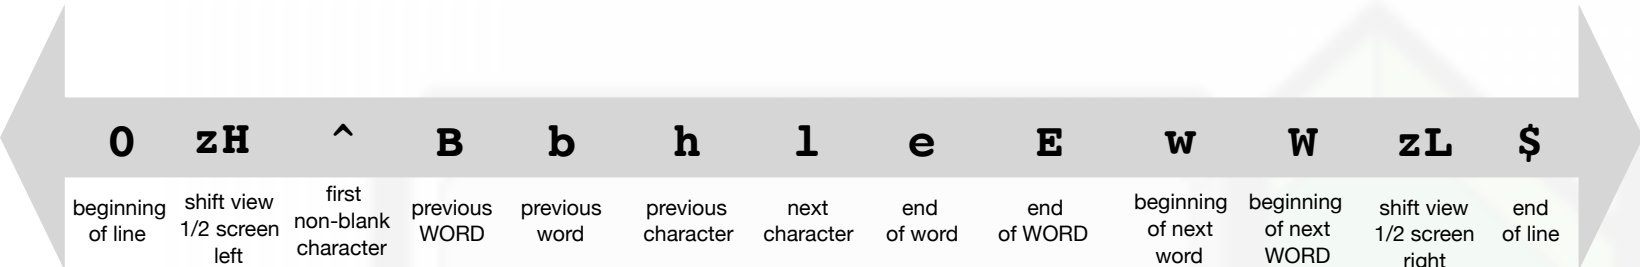 0 zH ^ B b h l e E w W zL $
beginning
of line
shift view
1/2 screen
left
first
non-blank
character
previous
WORD
previous
word
previous
character
next
character
end
of word
end
of WORD
beginning
of next
word
beginning
of next
WORD
shift view
1/2 screen
right
end
of line